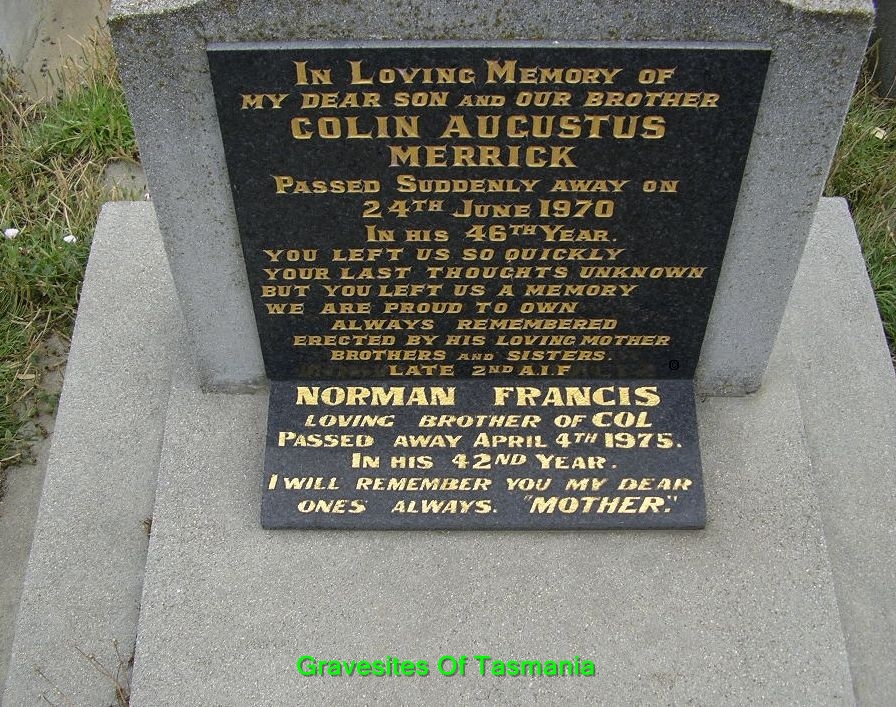 IN LOVING MEMORY OF
MY DEAR SON AND OUR BROTHER
COLIN AUGUSTUS
MERRICK
PASSED SUDDENLY AWAY ON
24TH JUNE 1970
IN HIS 46TH YEAR.
YOU LEFT US SO QUICKLY
YOUR LAST THOUGHTS UNKNOWN
BUT YOU LEFT US A MEMORY
WE ARE PROUD TO OWN
ALWAYS REMEMBERED
ERECTED BY HIS LOVING MOTHER
BROTHERS AND SISTERS.
LATE 2ND A.I.F
NORMAN FRANCIS
LOVING BROTHER OF COL
PASSED AWAY APRIL 4TH 1975.
IN HIS 42ND YEAR.
I WILL REMEMBER YOU MY DEAR
ONES ALWAYS. "MOTHER."
Gravesites Of Tasmania